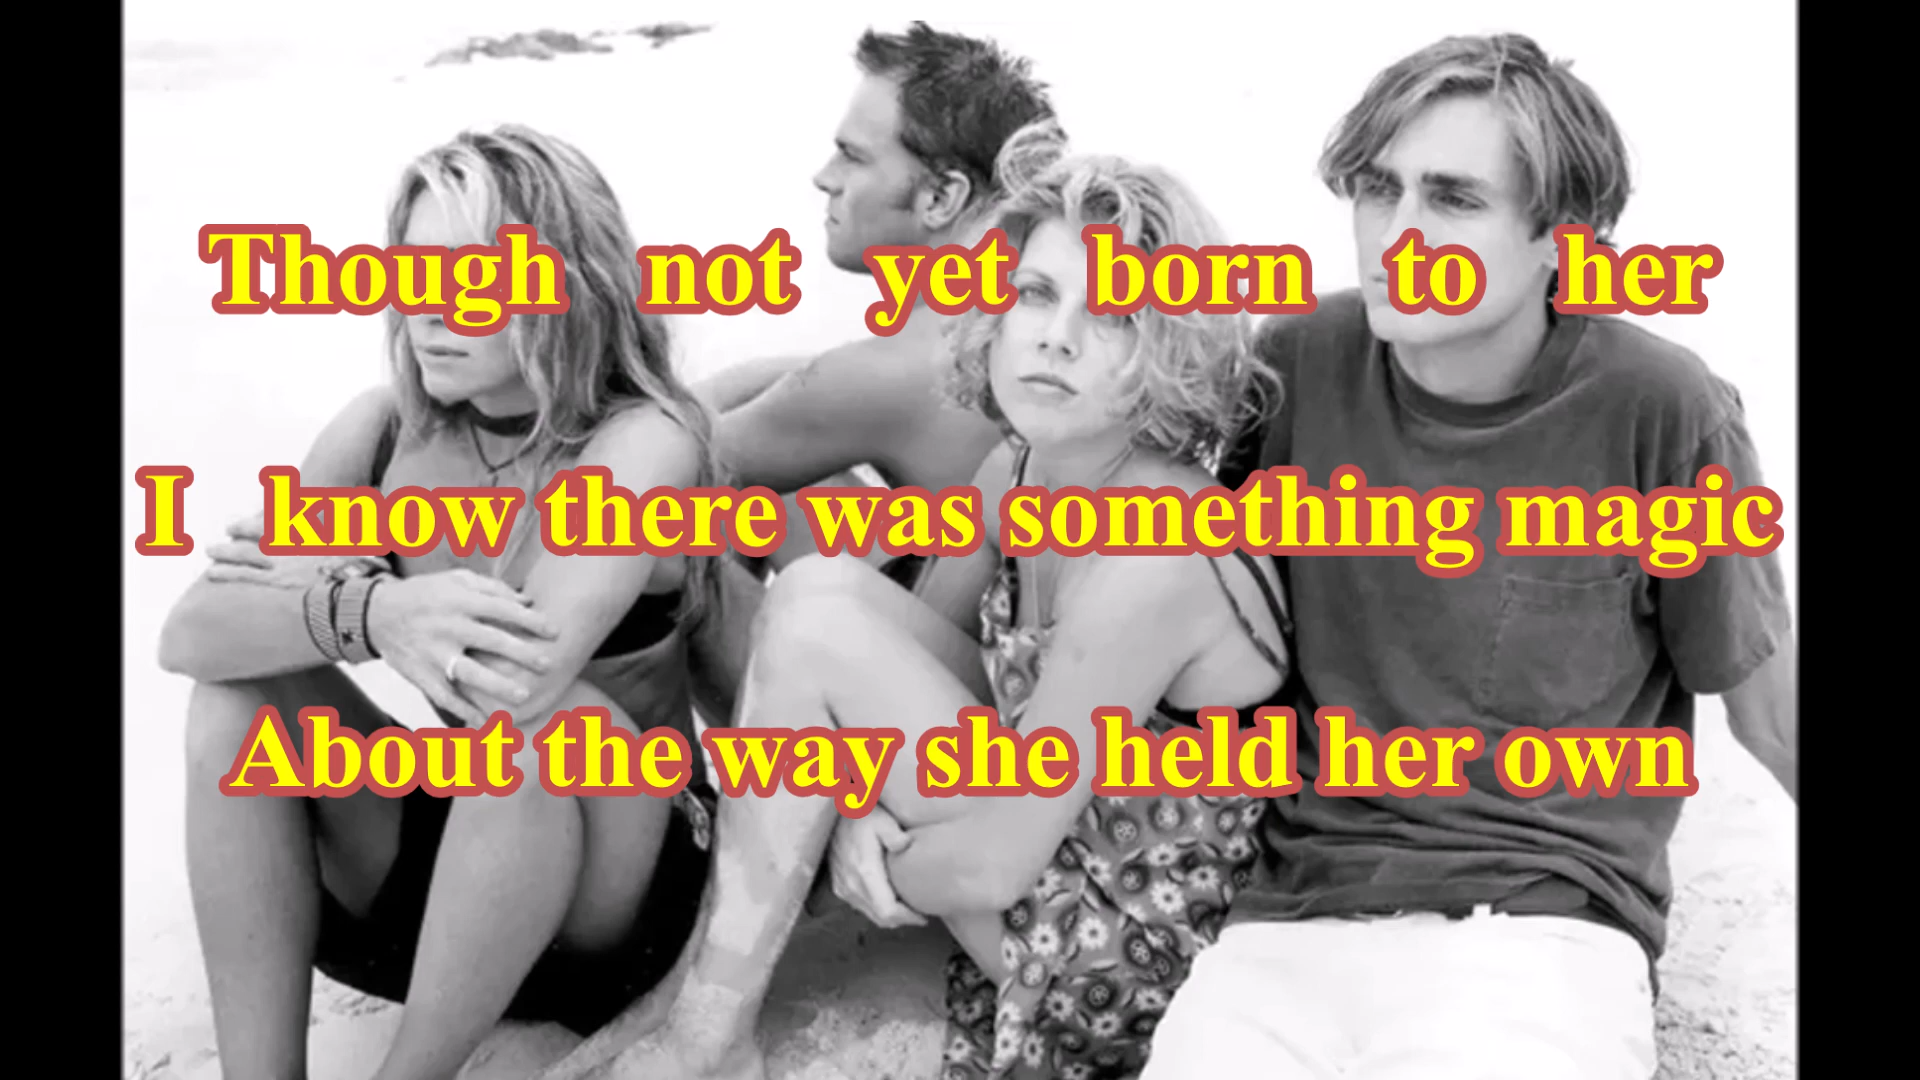 Though not yet born to her
I know there was something magic
About the way she held her own